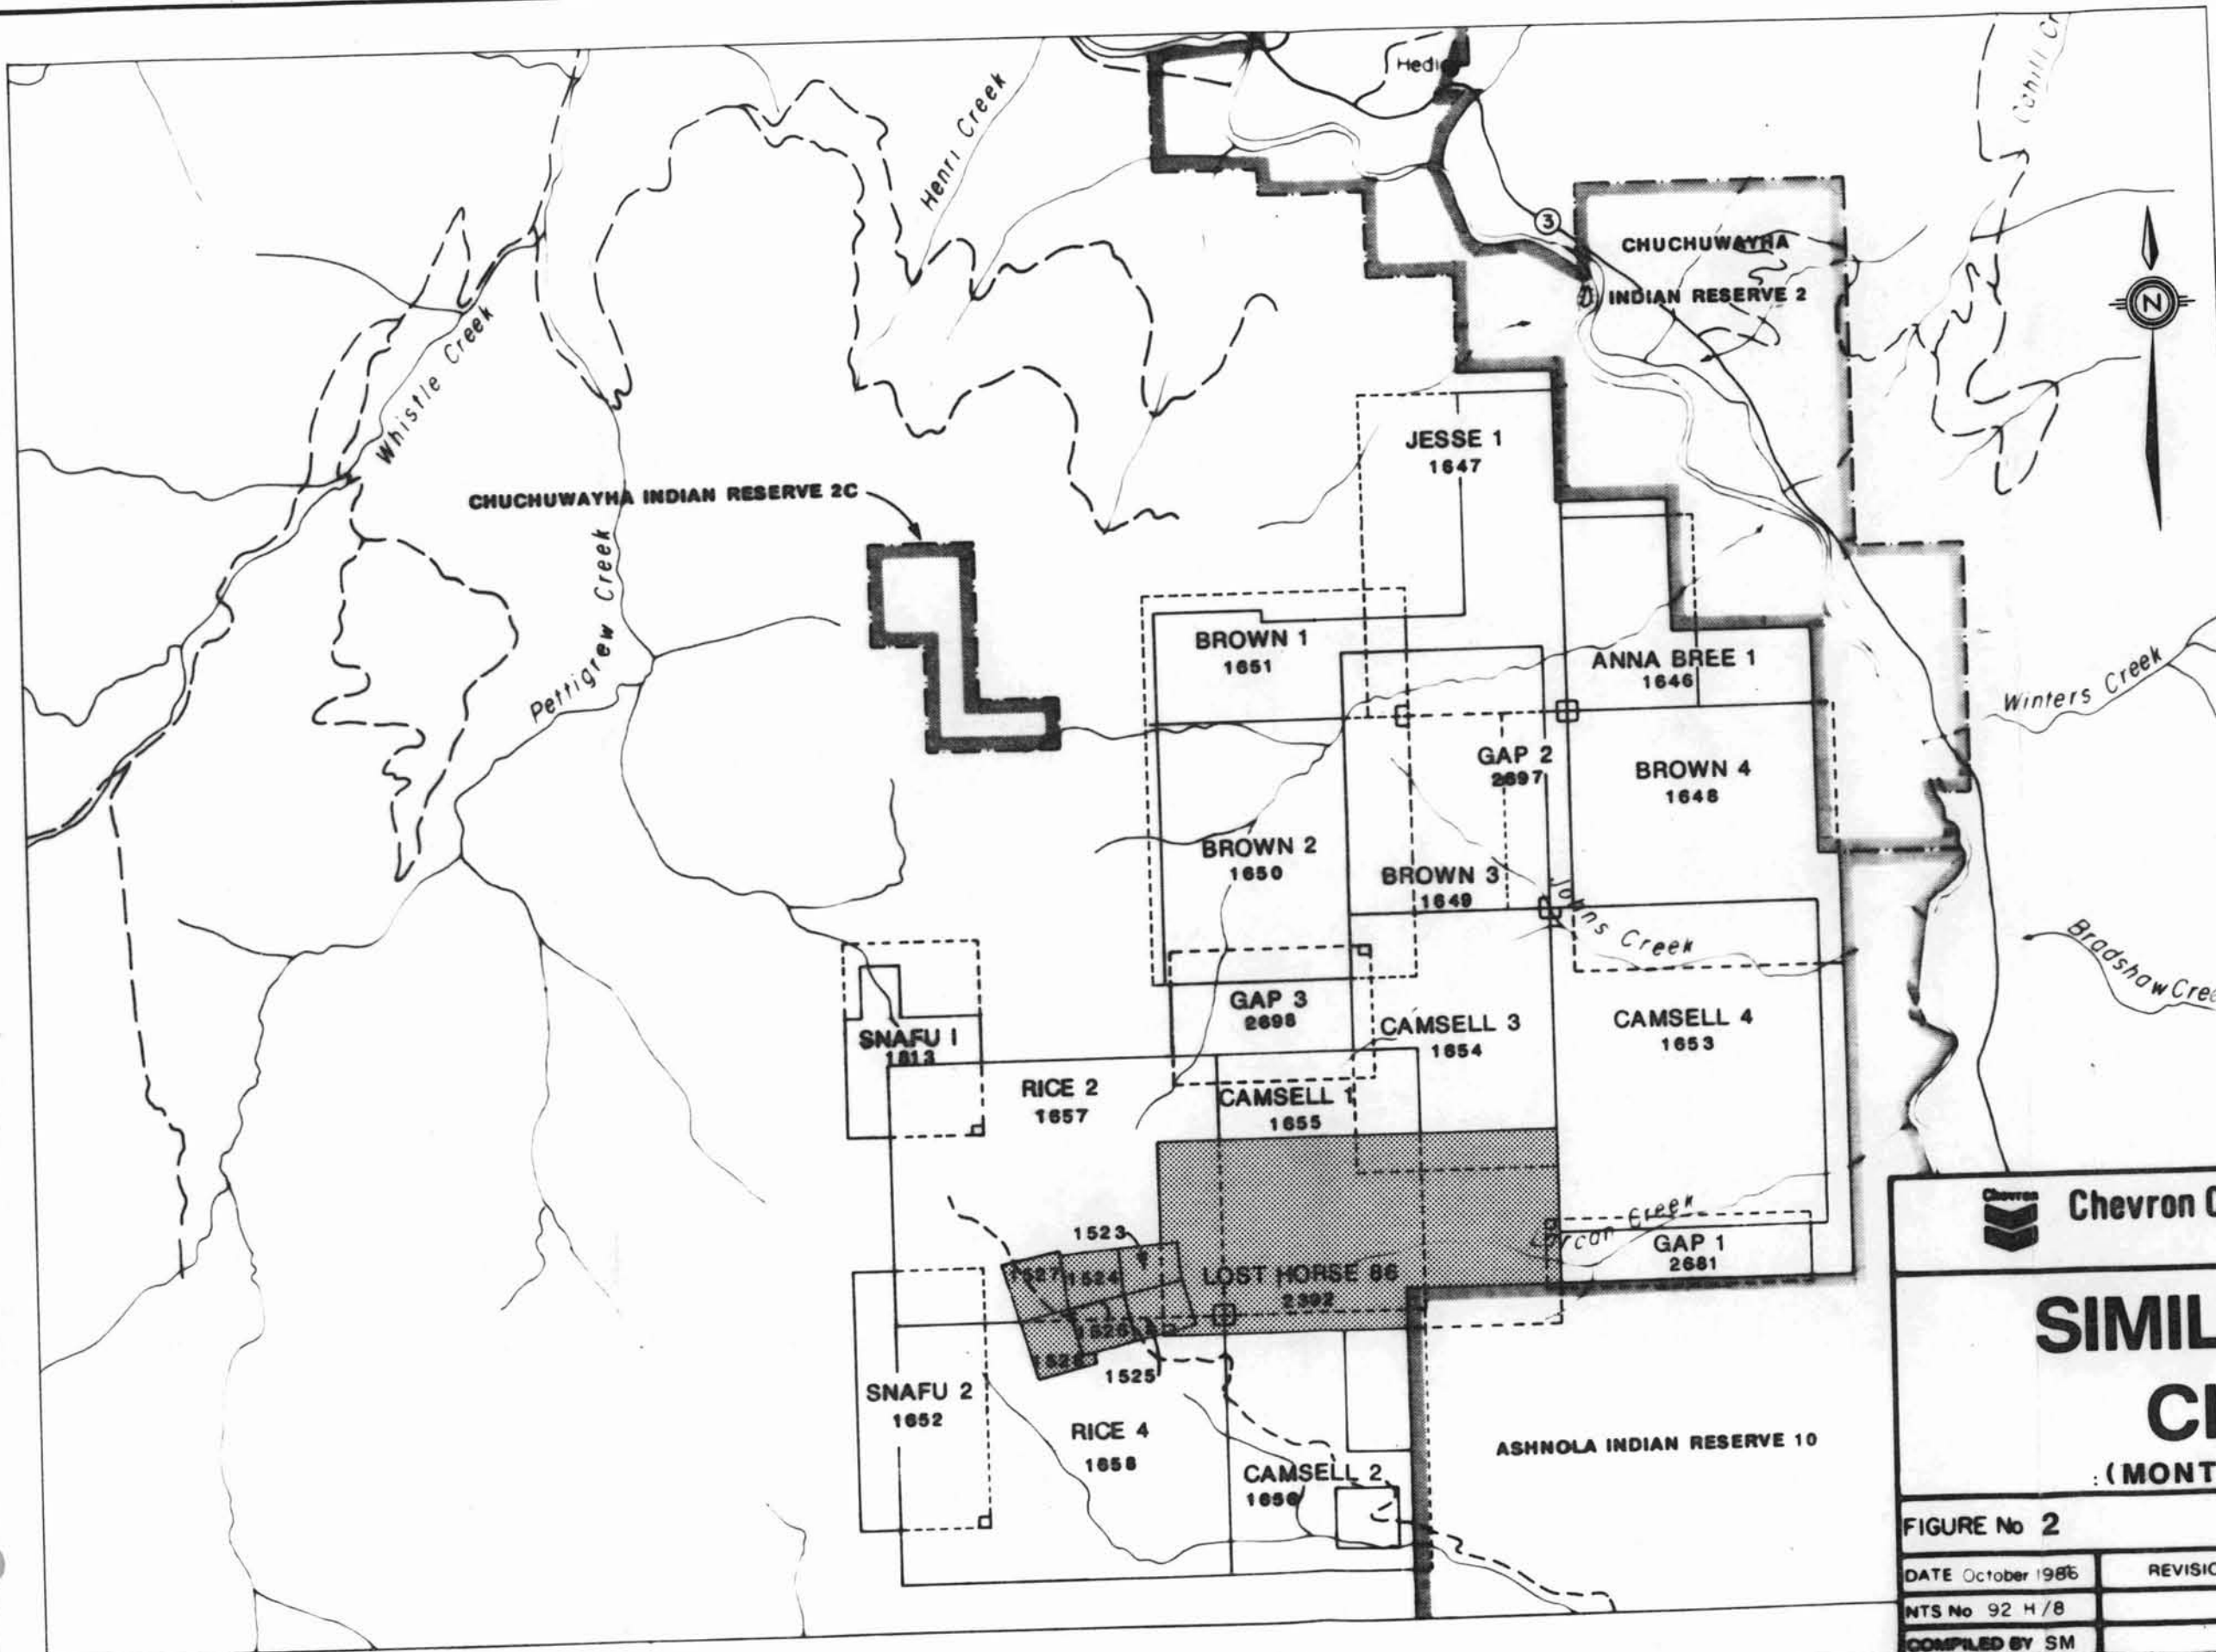 Hedl
Cahill Cr
Henri Creek
3
CHUCHUWAYHA
INDIAN RESERVE 2
N
Whistle Creek
JESSE 1
1647
CHUCHUWAYHA INDIAN RESERVE 2C
Pettigrew Creek
BROWN 1
1651
ANNA BREE 1
1646
Winters Creek
GAP 2
2697
BROWN 4
1648
BROWN 2
1650
BROWN 3
1649
Johns Creek
Bradshaw Cree
GAP 3
2698
SNAFU 1
1813
CAMSELL 3
1654
CAMSELL 4
1653
RICE 2
1657
CAMSELL 1
1655
Creek
GAP 1
2681
1523
1527
1524
LOST HORSE 86
2392
1525
SNAFU 2
1652
RICE 4
1658
CAMSELL 2
1656
ASHNOLA INDIAN RESERVE 10
Chevron
Chevron C
SIMIL
(MONT
FIGURE No 2
DATE October 1986
REVISIO
NTS No 92 H/8
COMPILED BY SM